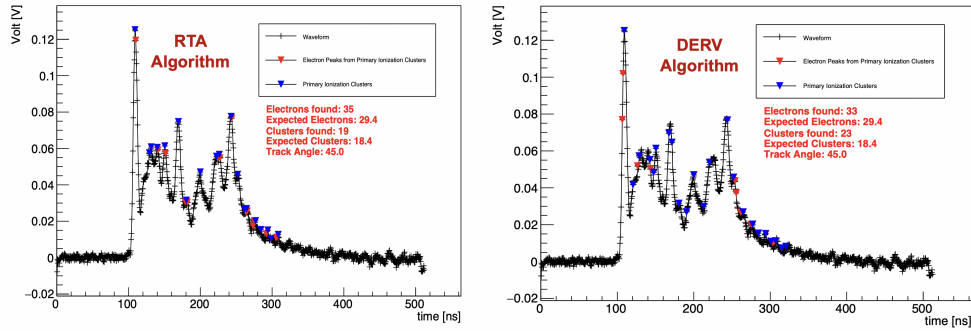 Volt [V]
0.12
0.1
0.08
0.06
0.04
0.02
0
−0.02
0 100 200 300 400 500
time [ns]
RTA
Algorithm
Waveform
Electron Peaks from Primary Ionization Clusters
Primary Ionization Clusters
Electrons found: 35
Expected Electrons: 29.4
Clusters found: 19
Expected Clusters: 18.4
Track Angle: 45.0
Volt [V]
0.12
0.1
0.08
0.06
0.04
0.02
0
−0.02
0 100 200 300 400 500
time [ns]
DERV
Algorithm
Waveform
Electron Peaks from Primary Ionization Clusters
Primary Ionization Clusters
Electrons found: 33
Expected Electrons: 29.4
Clusters found: 23
Expected Clusters: 18.4
Track Angle: 45.0